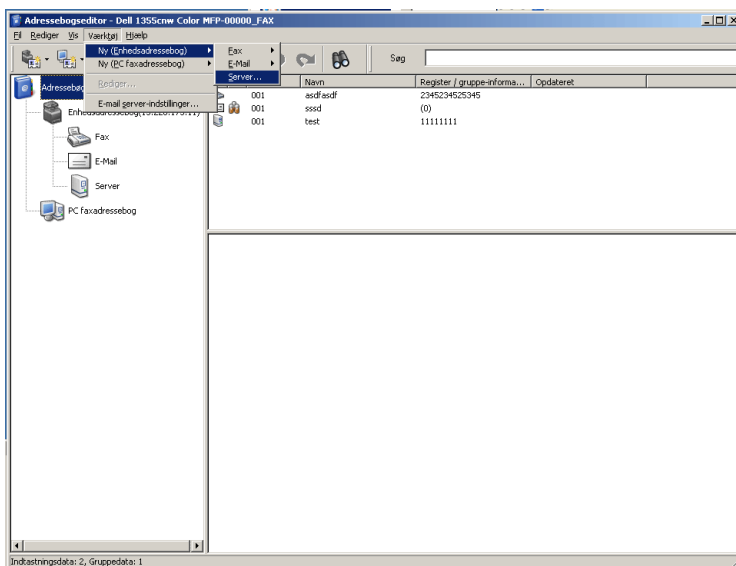 Adressebogseditor - Dell 1355cnw Color MFP-00000_FAX
Fil Rediger Vis Værktøj Hjælp
Ny (Enhedsadressebog)
Ny (PC faxadressebog)
Rediger...
E-mail server-indstillinger...
Fax
E-Mail
Server...
Søg
Navn Register / gruppe-informa... Opdateret
001 asdfasdf 2345234525345
001 sssd (0)
001 test 11111111
Fax
E-Mail
Server
PC faxadressebog
Indtastningsdata: 2, Gruppedata: 1